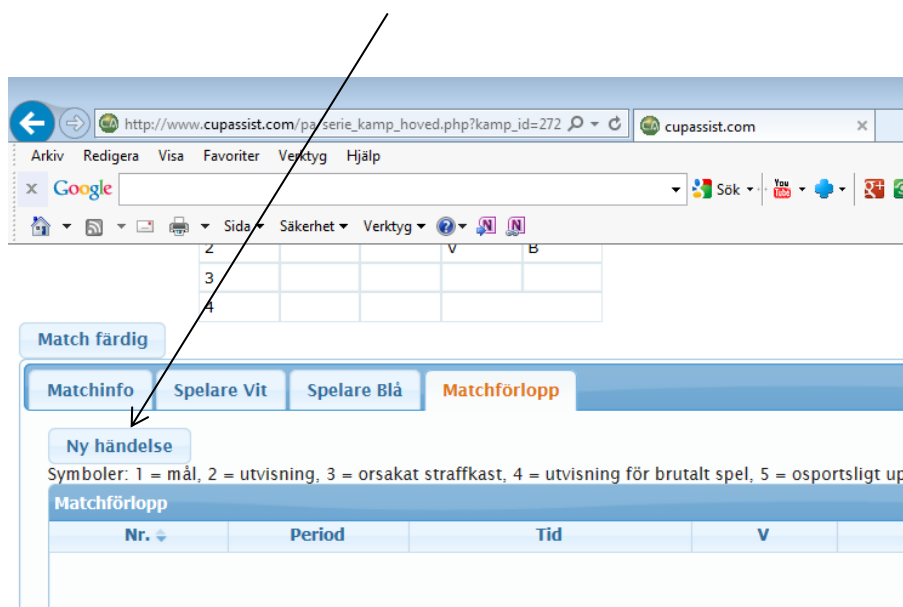 http://www.cupassist.com/pa/serie_kamp_hoved.php?kamp_id=272
cupassist.com
Arkiv Redigera Visa Favoriter Verktyg Hjälp
x Google Sök You Tube
Sida Säkerhet Verktyg
2 V B
3
4
Match färdig
Matchinfo Spelare Vit Spelare Blå Matchförlopp
Ny händelse
Symboler: 1 = mål, 2 = utvisning, 3 = orsakat straffkast, 4 = utvisning för brutalt spel, 5 = osportsligt up
Matchförlopp
Nr. Period Tid V